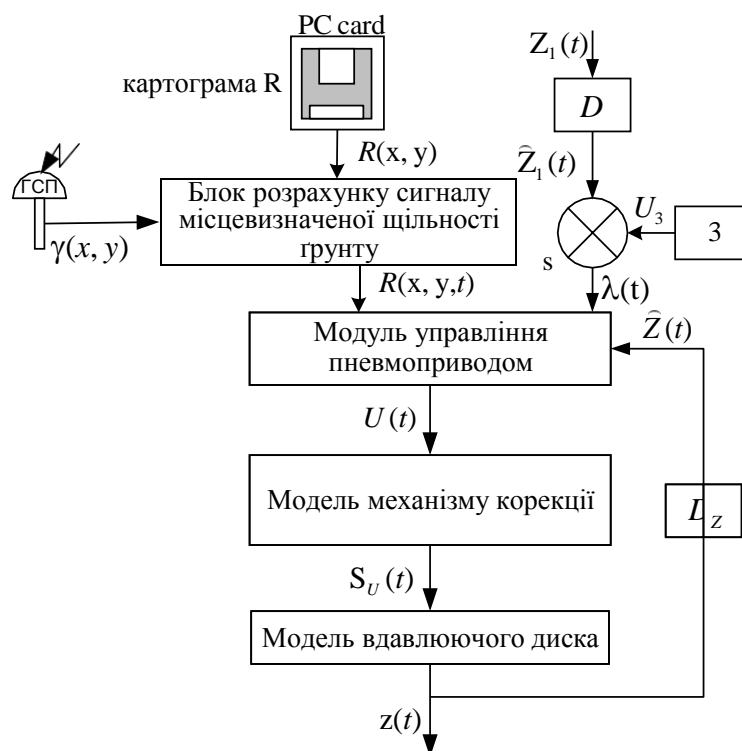 PC card
картограма R
Z₁(t)
D
R(x, y)
Ẑ₁(t)
ГСП
Блок розрахунку сигналу
місцевизначеної щільності
ґрунту
U₃
3
γ(x, y)
s
R(x, y,t)
λ(t)
Модуль управління
пневмоприводом
Ẑ(t)
U(t)
Модель механізму корекції
D_Z
S_U(t)
Модель вдавлюючого диска
z(t)